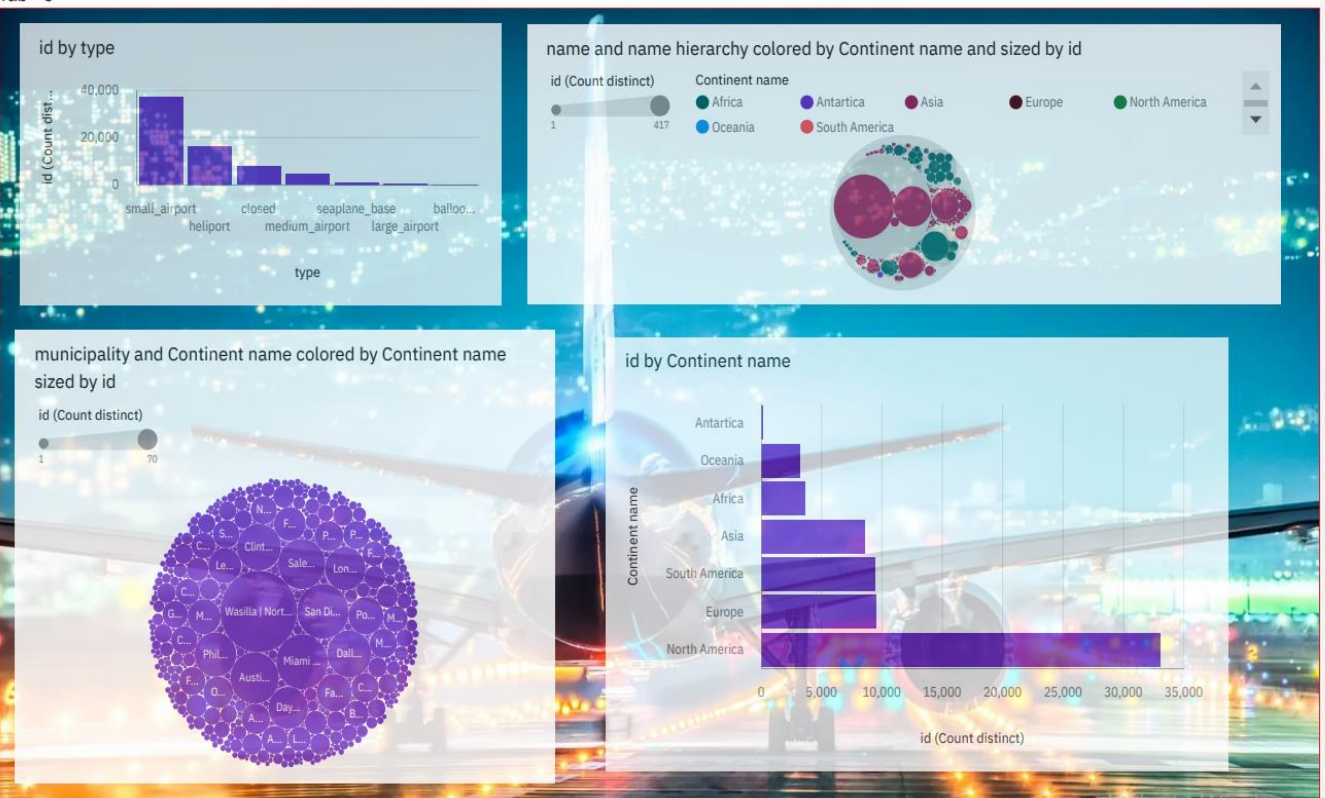 id by type
id (Count dist...
40,000
20,000
0
small_airport closed seaplane_base balloo...
heliport medium_airport large_airport
type
name and name hierarchy colored by Continent name and sized by id
id (Count distinct)
1 417
Continent name
Africa Antartica Asia Europe North America
Oceania South America
municipality and Continent name colored by Continent name
sized by id
id (Count distinct)
1 70
N...
F...
S... P... P...
C... Clint... F...
Le... Sale... Lon...
C...
G... M... Wasilla | Nort... San Di... Po... M...
C... M...
Phil... Miami ... Dall...
F... Austi...
O... Fa... C...
Day...
A... B...
A... L...
id by Continent name
Continent name
Antartica
Oceania
Africa
Asia
South America
Europe
North America
0 5,000 10,000 15,000 20,000 25,000 30,000 35,000
id (Count distinct)